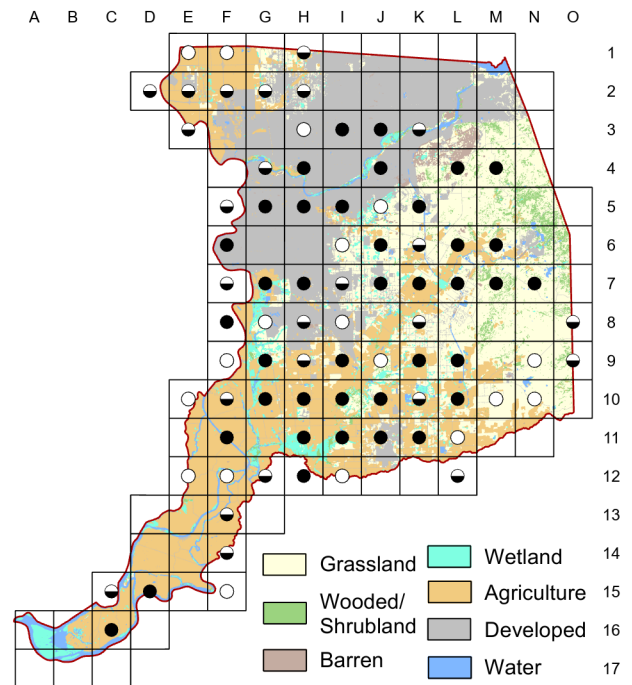 A B C D E F G H I J K L M N O
1
2
3
4
5
6
7
8
9
10
11
12
13
14
15
16
17
Grassland
Wooded/
Shrubland
Barren
Wetland
Agriculture
Developed
Water